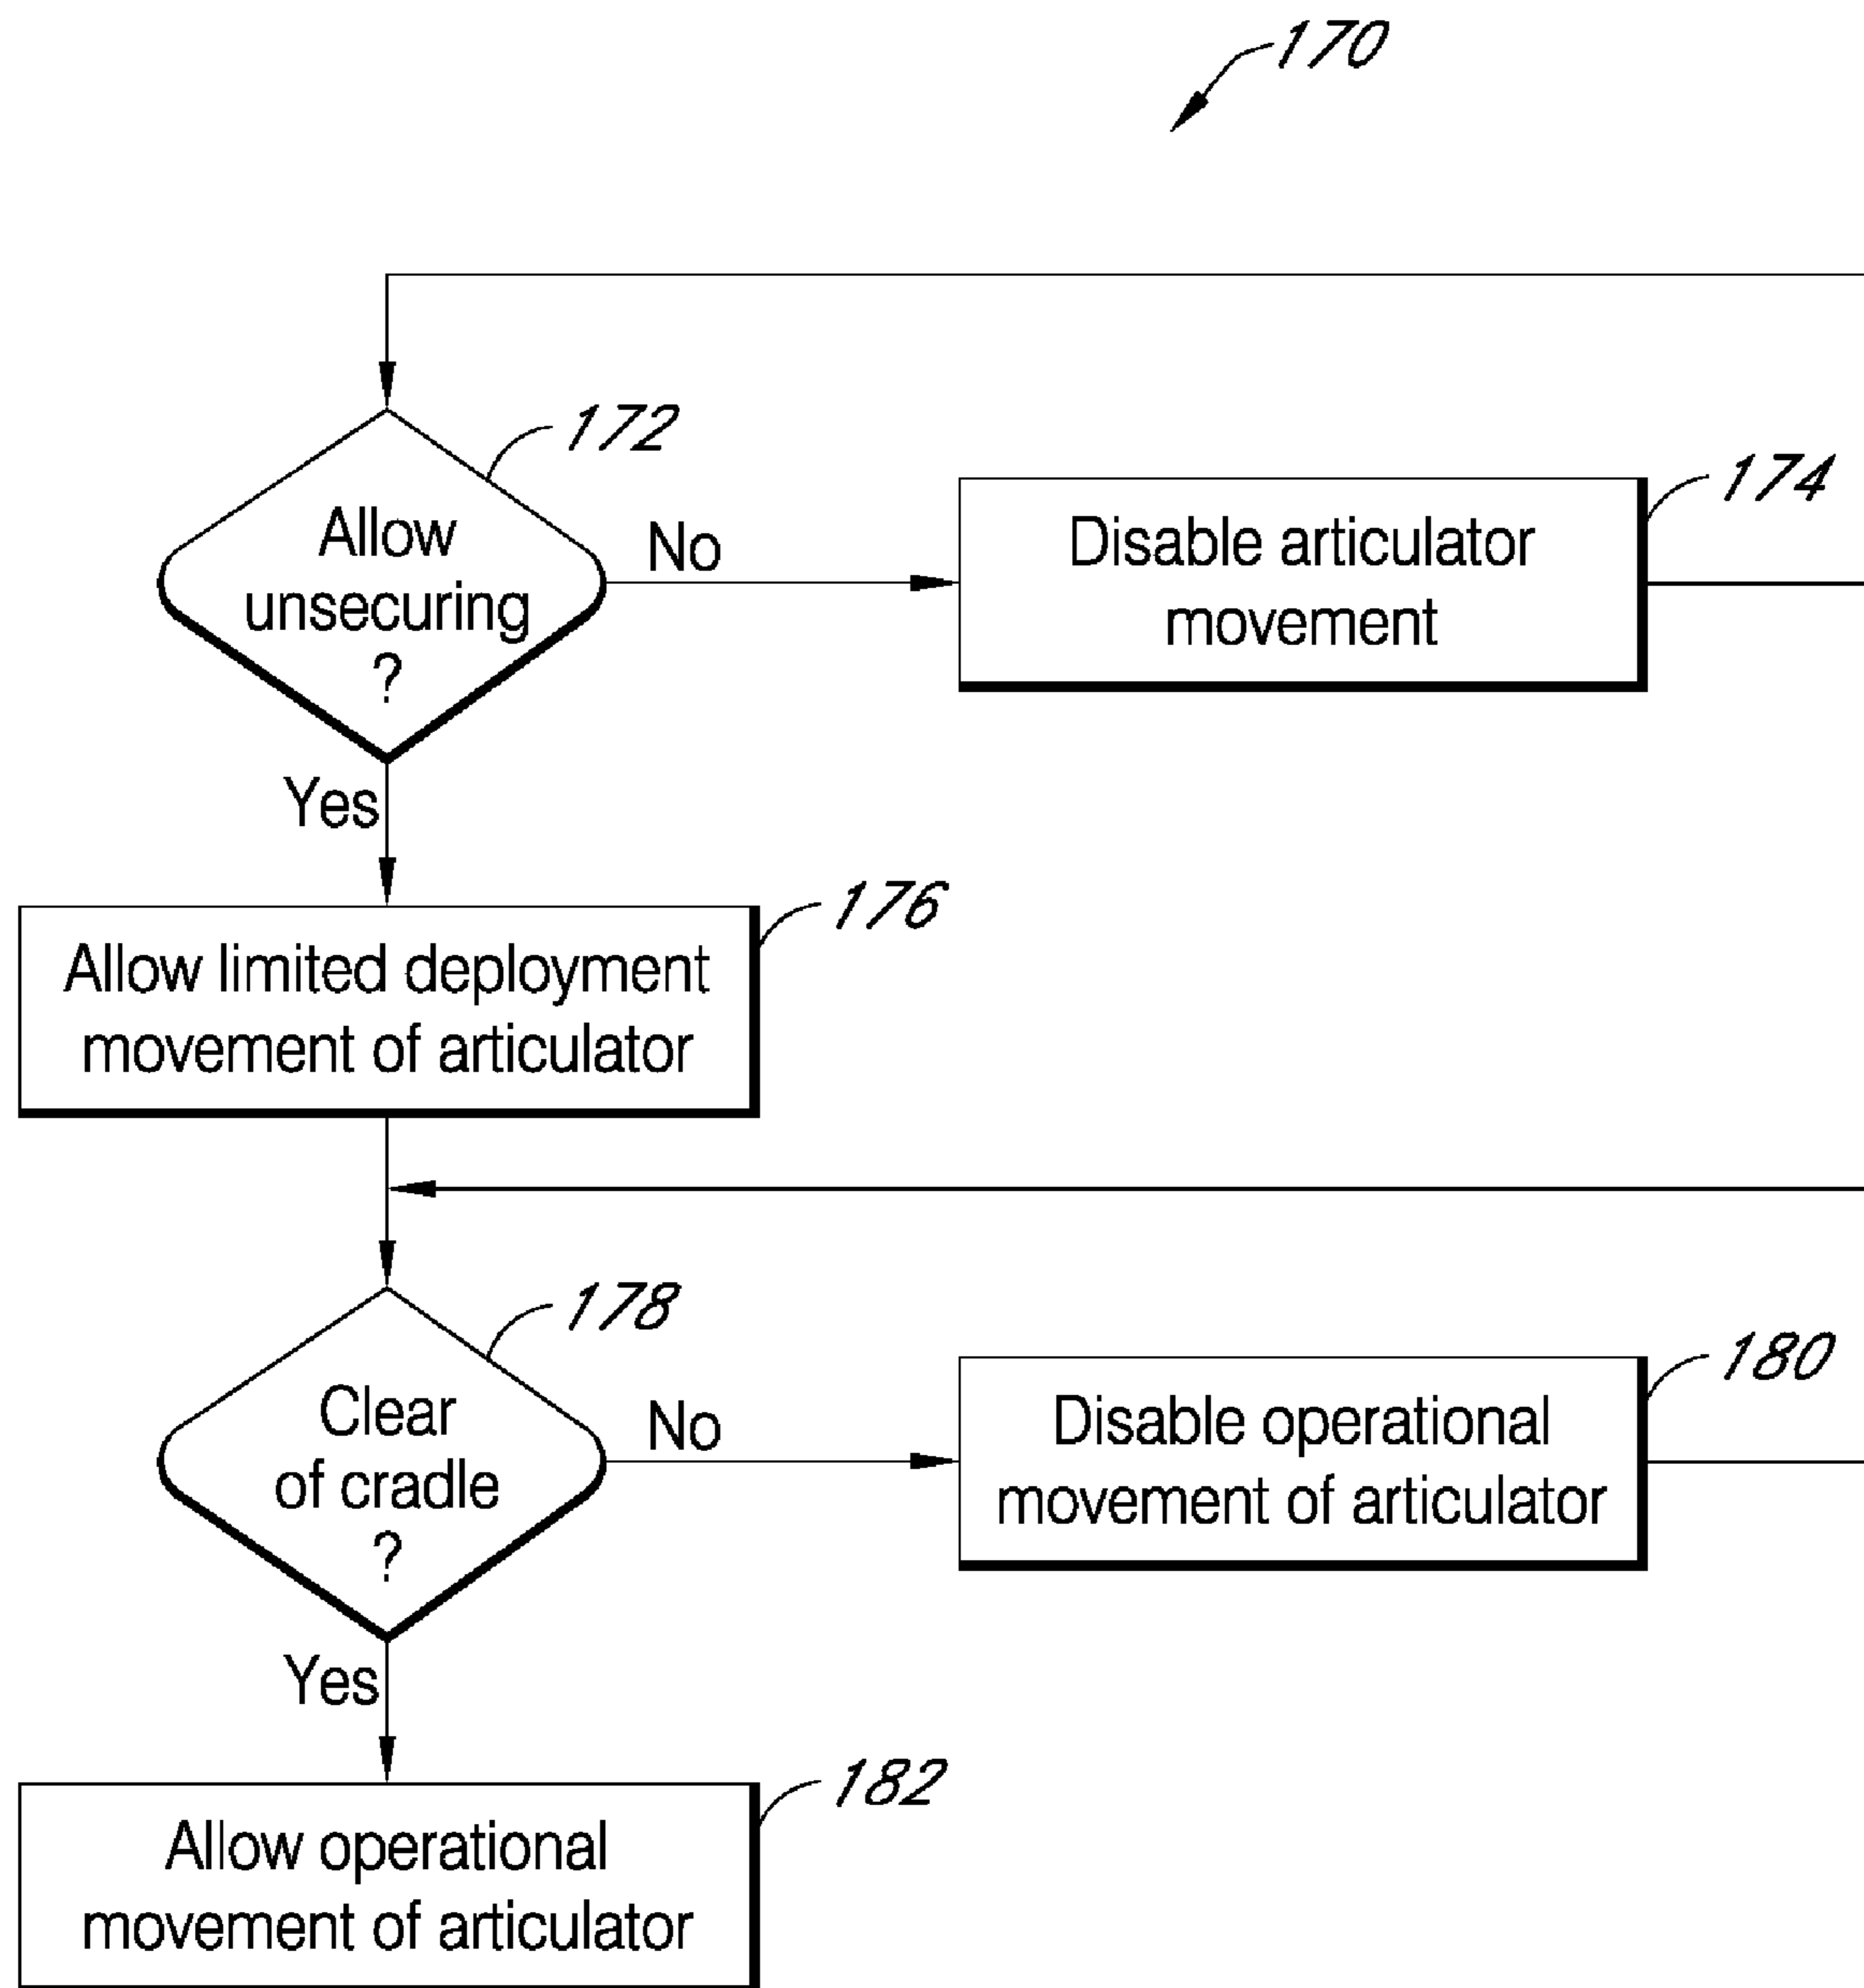 170
172
Allow
unsecuring
?
No
174
Disable articulator
movement
Yes
176
Allow limited deployment
movement of articulator
178
Clear
of cradle
?
No
180
Disable operational
movement of articulator
Yes
182
Allow operational
movement of articulator